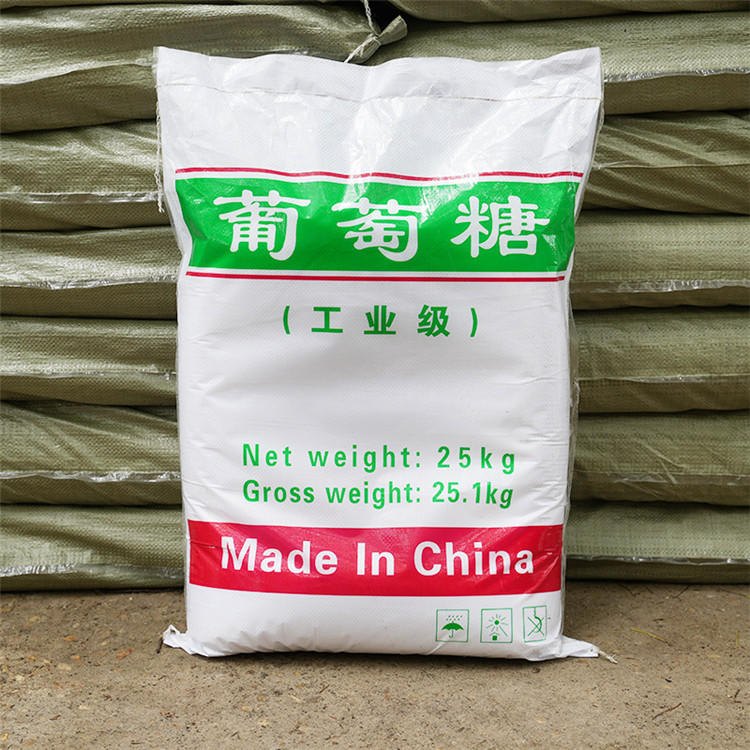 葡萄糖
(工业级)
Net weight: 25kg
Gross weight: 25.1kg
Made In China